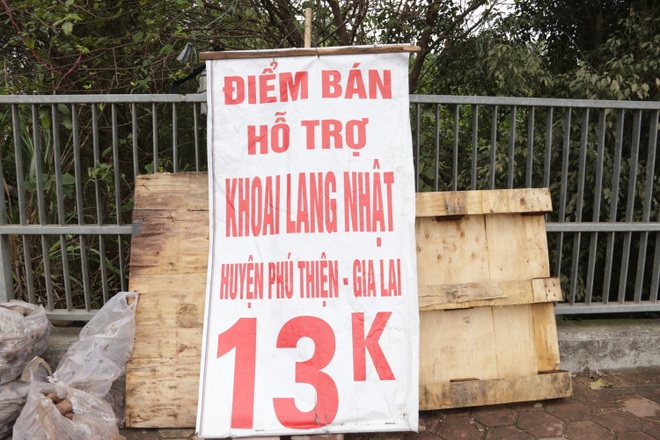 ĐIỂM BÁN
HỖ TRỢ
KHOAI LANG NHẬT
HUYỆN PHÚ THIỆN - GIA LAI
13K